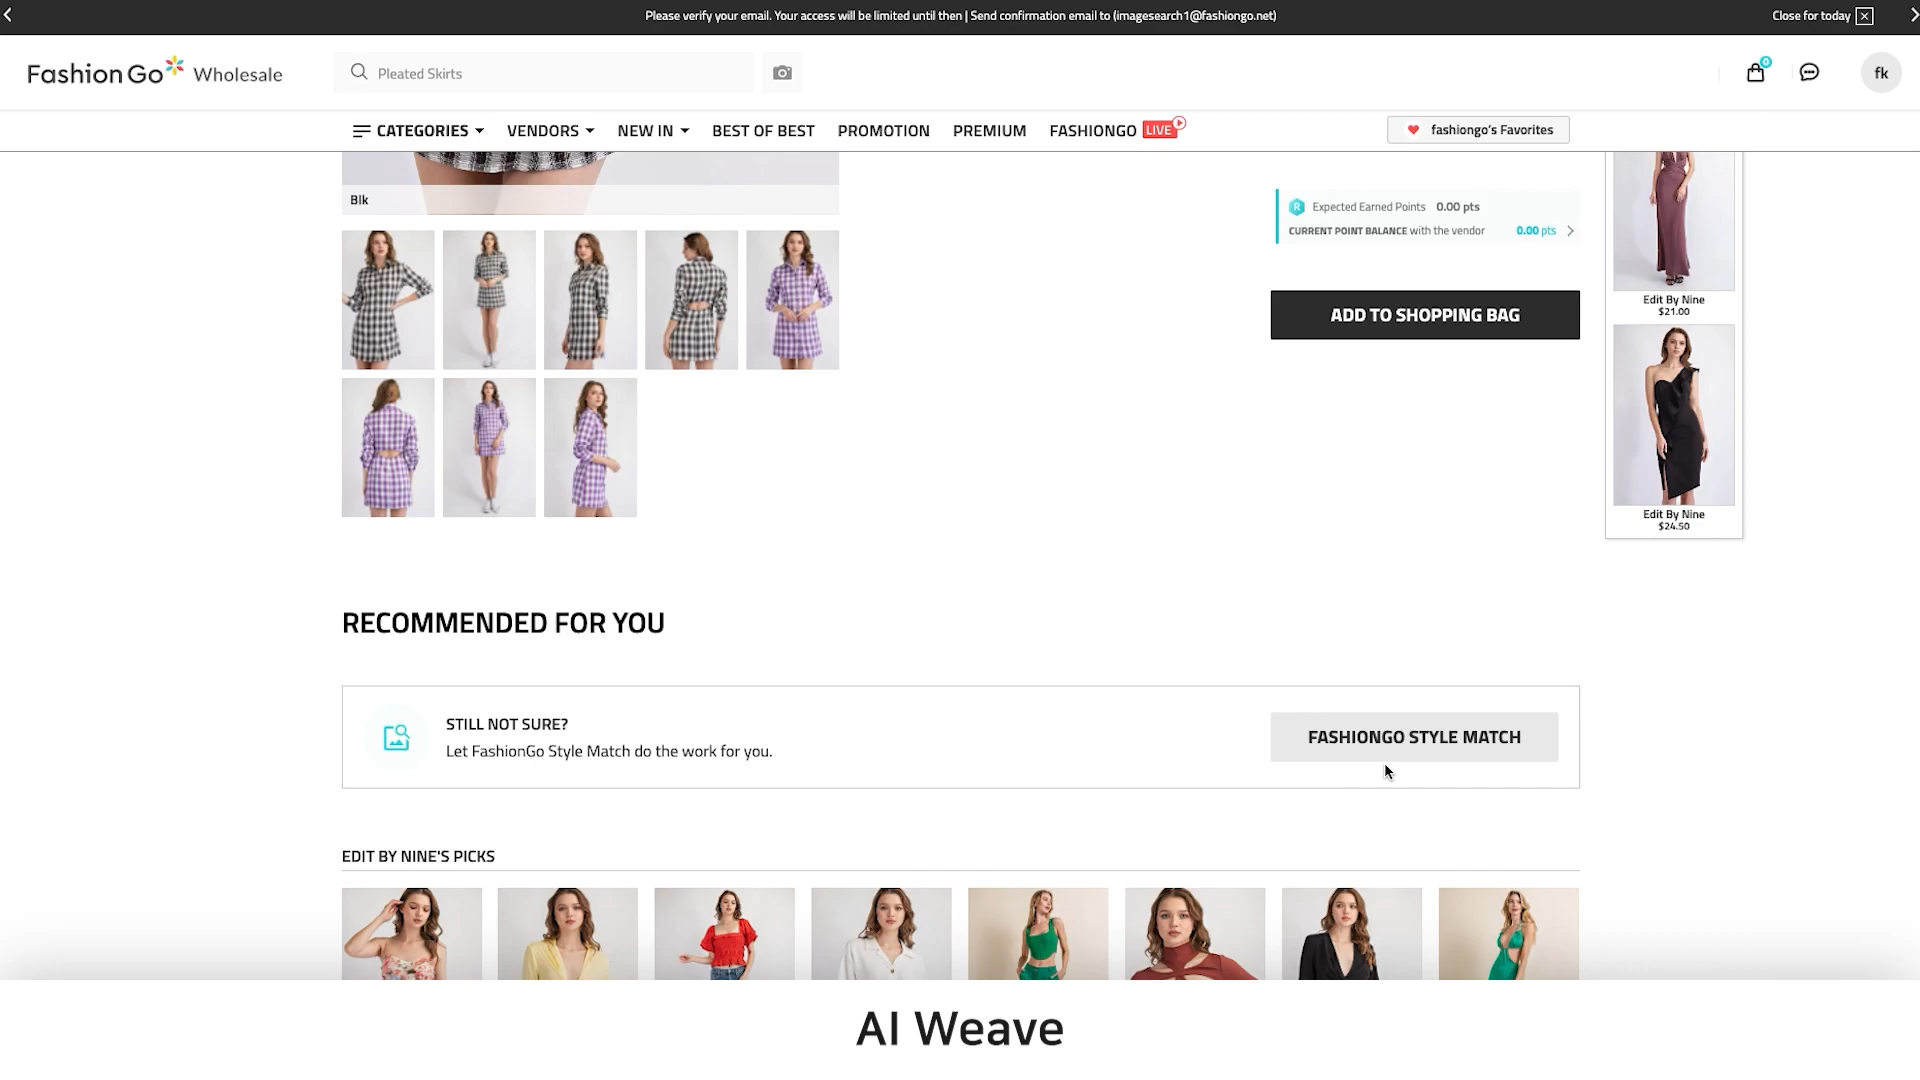 Please verify your email. Your access will be limited until then | Send confirmation email to (imagesearch1@fashiongo.net)
Close for today
FashionGo Wholesale
Pleated Skirts
0
fk
CATEGORIES
VENDORS
NEW IN
BEST OF BEST
PROMOTION
PREMIUM
FASHIONGO LIVE
fashiongo's Favorites
Blk
R Expected Earned Points 0.00 pts
CURRENT POINT BALANCE with the vendor 0.00 pts
ADD TO SHOPPING BAG
Edit By Nine
$21.00
Edit By Nine
$24.50
RECOMMENDED FOR YOU
STILL NOT SURE?
Let FashionGo Style Match do the work for you.
FASHIONGO STYLE MATCH
EDIT BY NINE'S PICKS
AI Weave